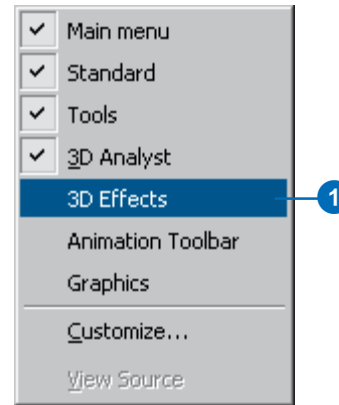 Main menu
Standard
Tools
3D Analyst
3D Effects 1
Animation Toolbar
Graphics
Customize...
View Source